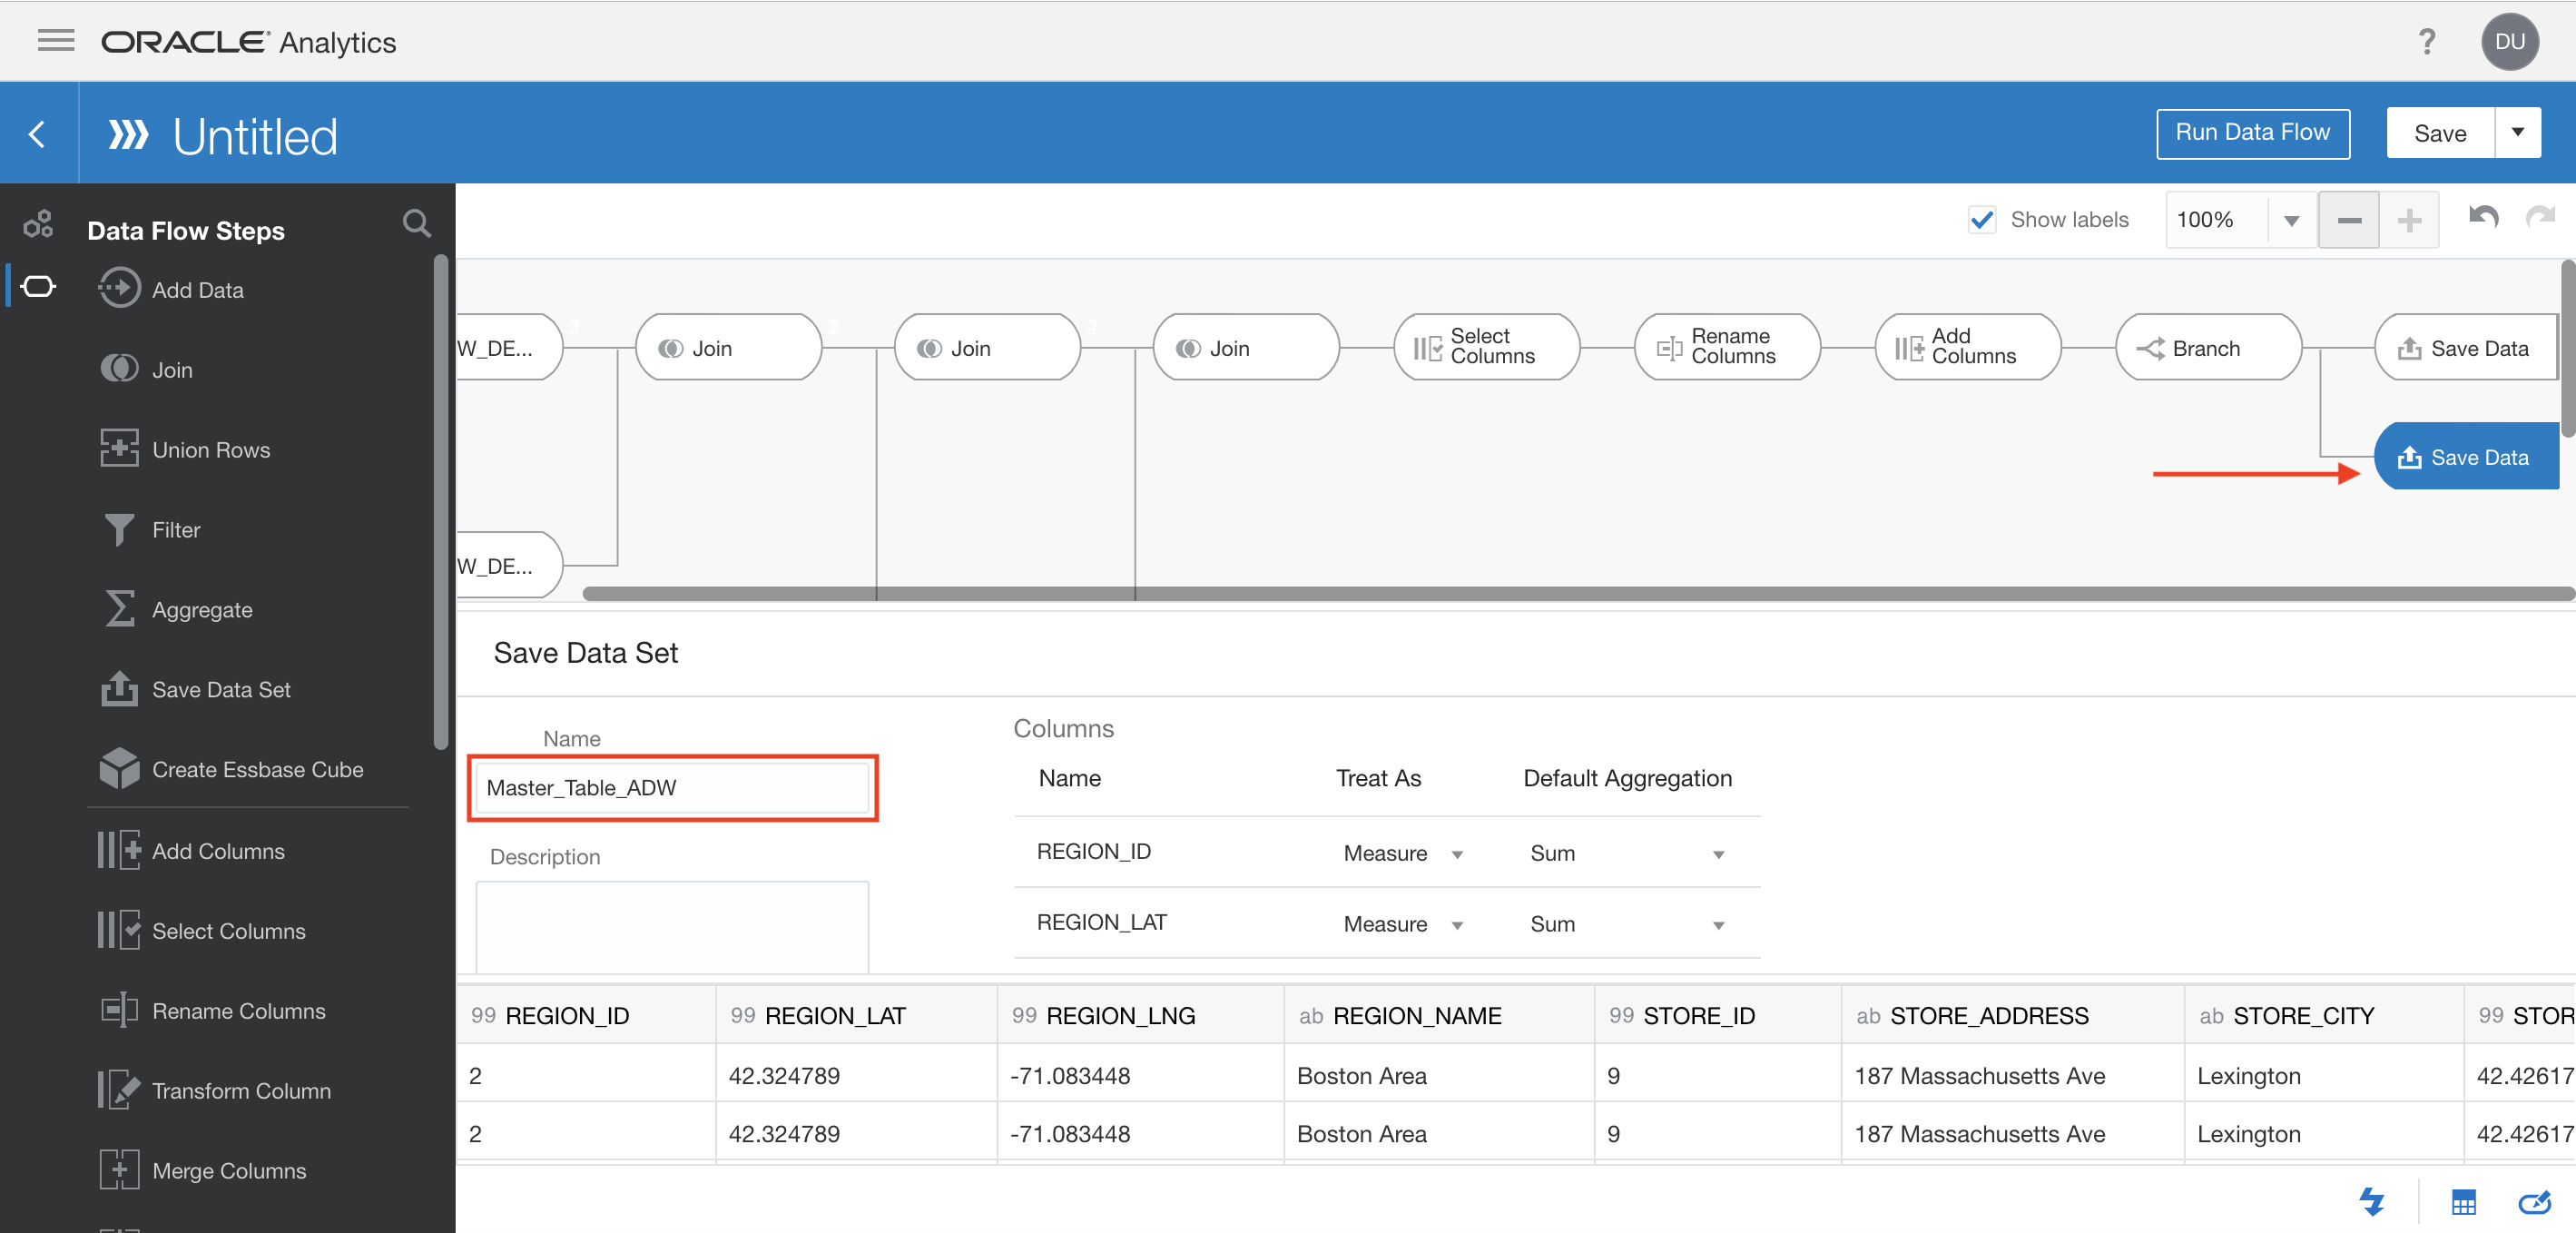 ORACLE Analytics
?
DU
Untitled
Run Data Flow
Save
Data Flow Steps
Show labels
100%
Add Data
Join
Union Rows
Filter
Aggregate
Save Data Set
Create Essbase Cube
Add Columns
Select Columns
Rename Columns
Transform Column
Merge Columns
W_DE...
2
Join
2
Join
2
Join
Select
Columns
Rename
Columns
Add
Columns
Branch
Save Data
Save Data
W_DE...
Save Data Set
Name
Master_Table_ADW
Description
Columns
Name Treat As Default Aggregation
REGION_ID Measure Sum
REGION_LAT Measure Sum
99 REGION_ID 99 REGION_LAT 99 REGION_LNG ab REGION_NAME 99 STORE_ID ab STORE_ADDRESS ab STORE_CITY 99 STOR
2 42.324789 -71.083448 Boston Area 9 187 Massachusetts Ave Lexington 42.42617
2 42.324789 -71.083448 Boston Area 9 187 Massachusetts Ave Lexington 42.42617